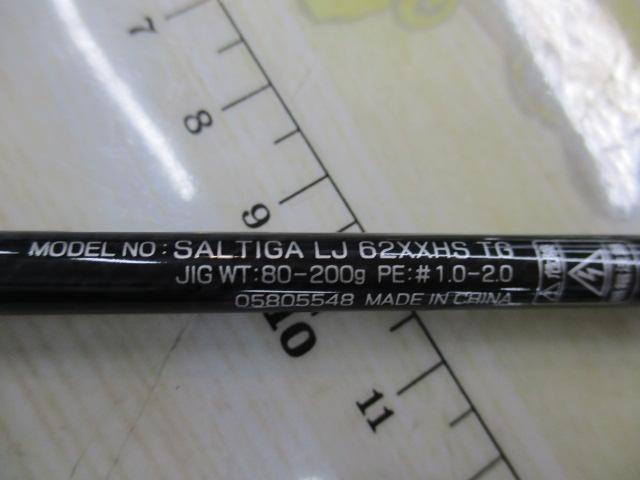 7
8
9
10
11
MODEL NO : SALTIGA LJ 62XXHS TG
JIG WT:80-200g PE:#1.0-2.0
05805548 MADE IN CHINA